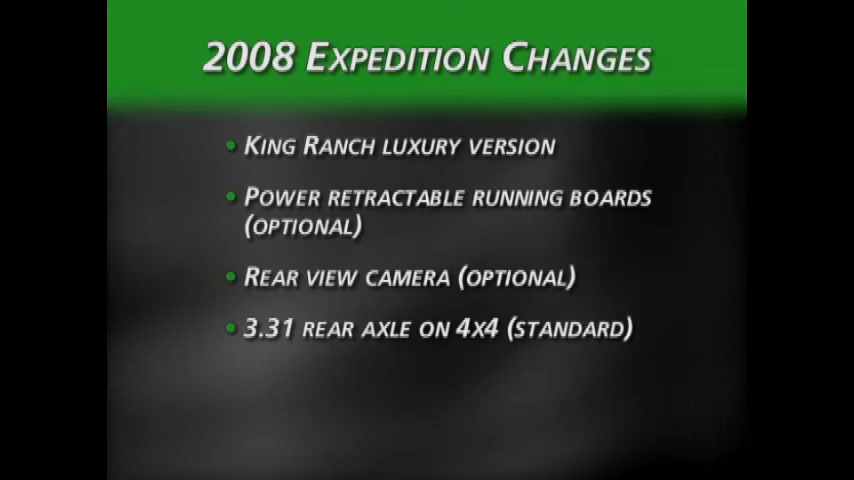 2008 EXPEDITION CHANGES
• KING RANCH LUXURY VERSION
• POWER RETRACTABLE RUNNING BOARDS
(OPTIONAL)
• REAR VIEW CAMERA (OPTIONAL)
• 3.31 REAR AXLE ON 4X4 (STANDARD)